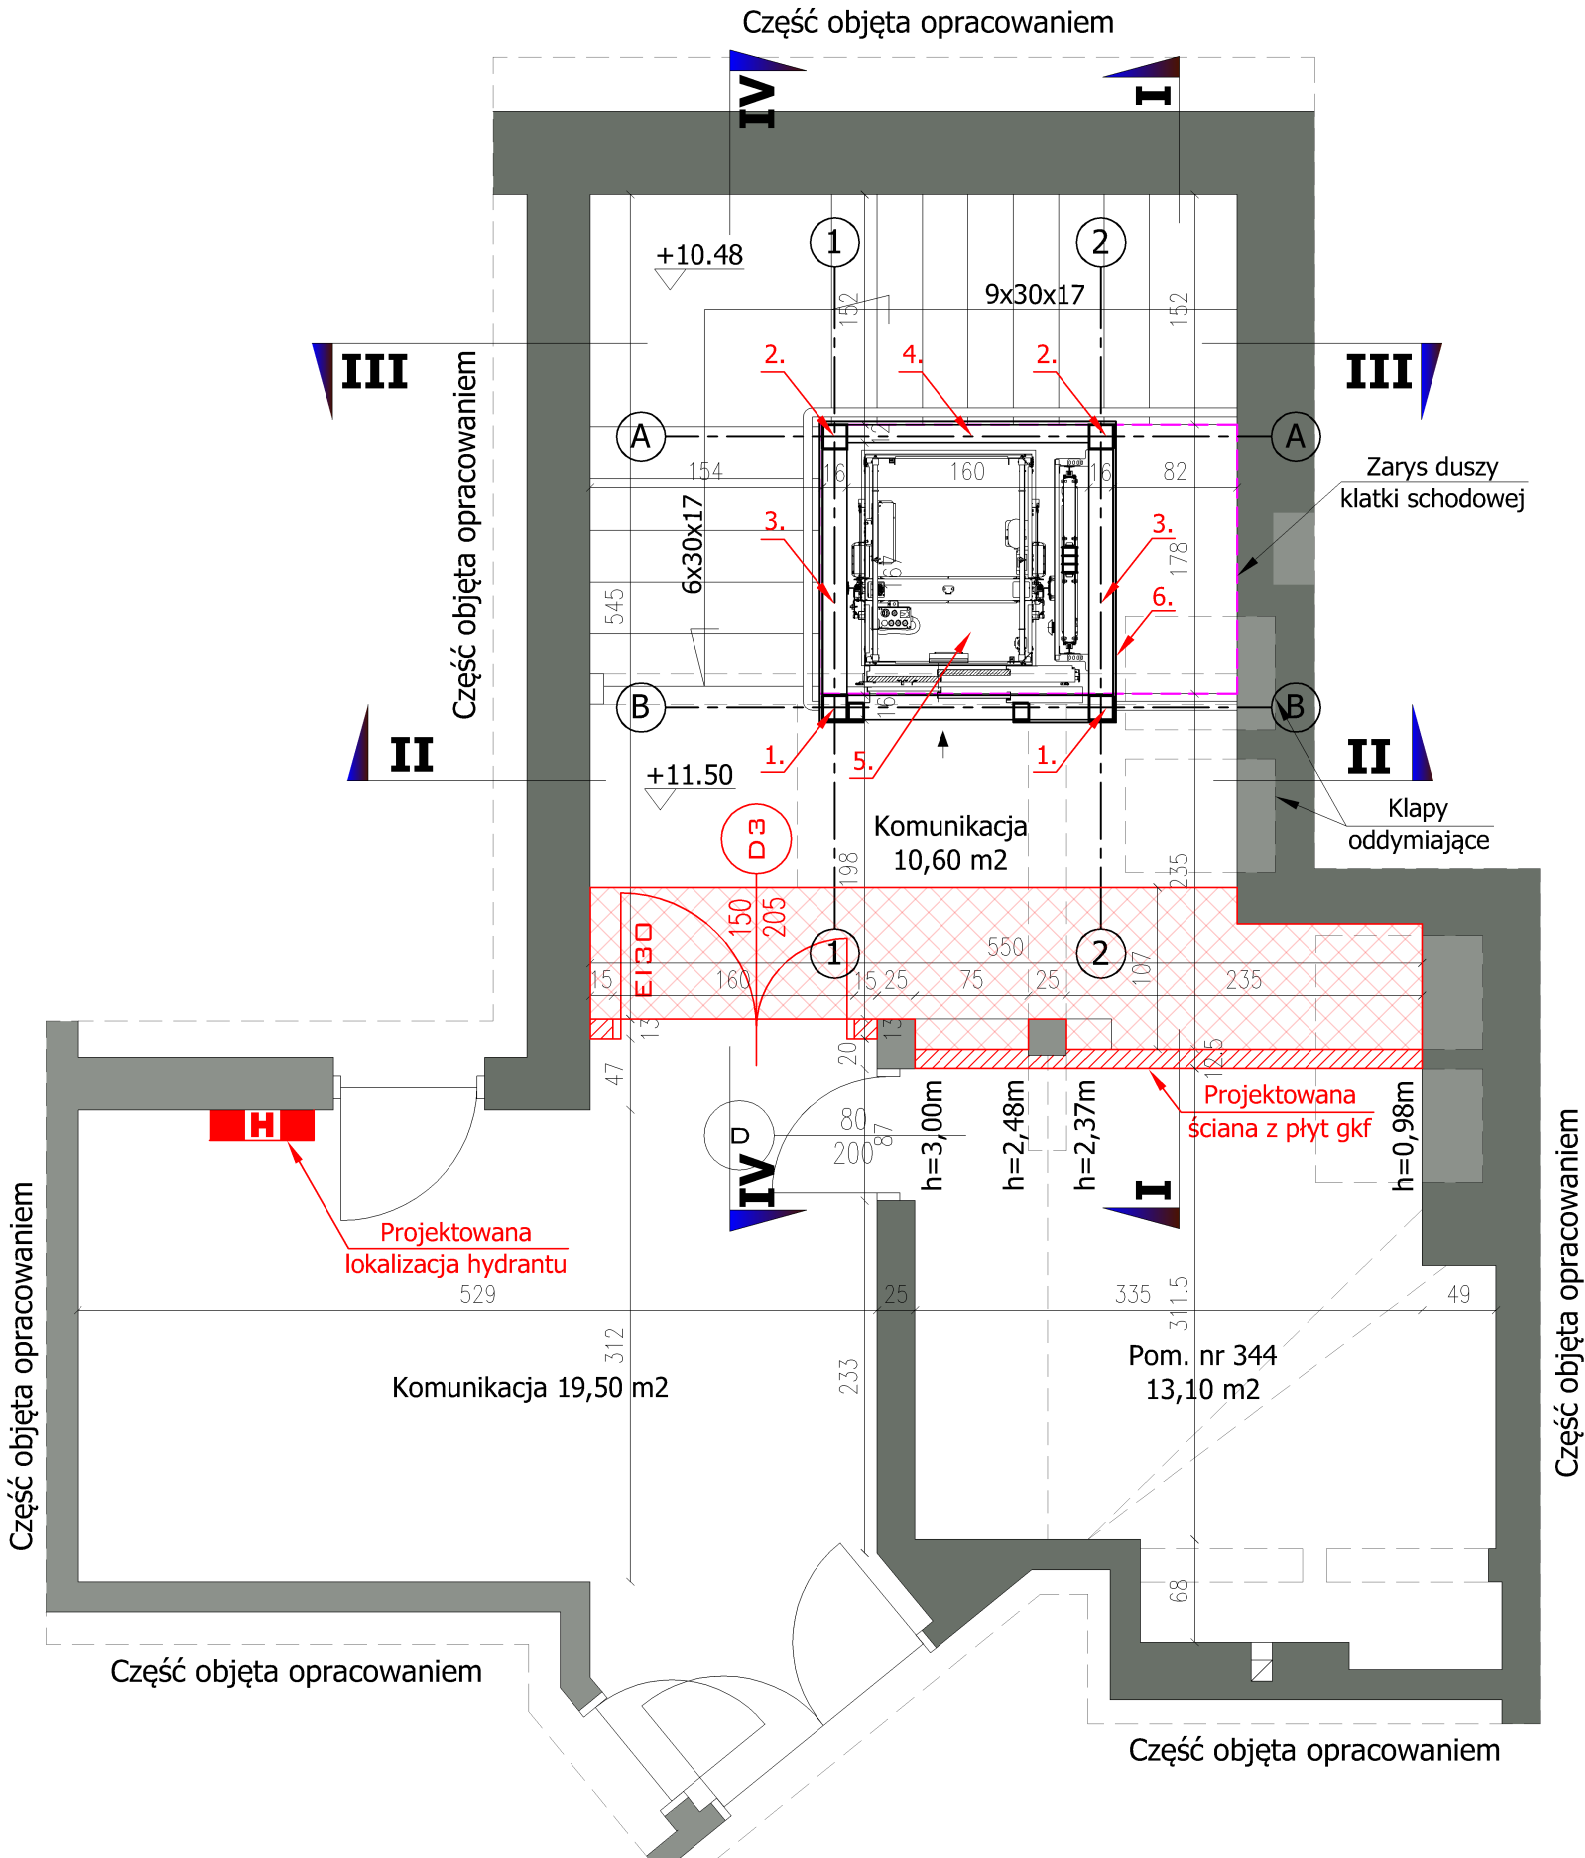 Część objęta opracowaniem
IV
I
1
2
+10.48
9x30x17
152
152
III
III
Część objęta opracowaniem
2.
4.
2.
A
A
12
154
16
160
16
82
Zarys duszy
klatki schodowej
3.
3.
6x30x17
167
178
545
6.
B
B
16
II
II
1.
5.
1.
+11.50
D3
Komunikacja
10,60 m2
Klapy
oddymiające
198
235
150
205
EI30
1
2
550
107
15
160
15
25
75
25
235
13
13
47
20
12.5
80
200
87
D
IV
I
h=3,00m
h=2,48m
h=2,37m
h=0,98m
Projektowana
ściana z płyt gkf
H
Projektowana
lokalizacja hydrantu
Część objęta opracowaniem
Część objęta opracowaniem
529
25
335
49
311.5
312
233
Komunikacja 19,50 m2
Pom. nr 344
13,10 m2
68
Część objęta opracowaniem
Część objęta opracowaniem